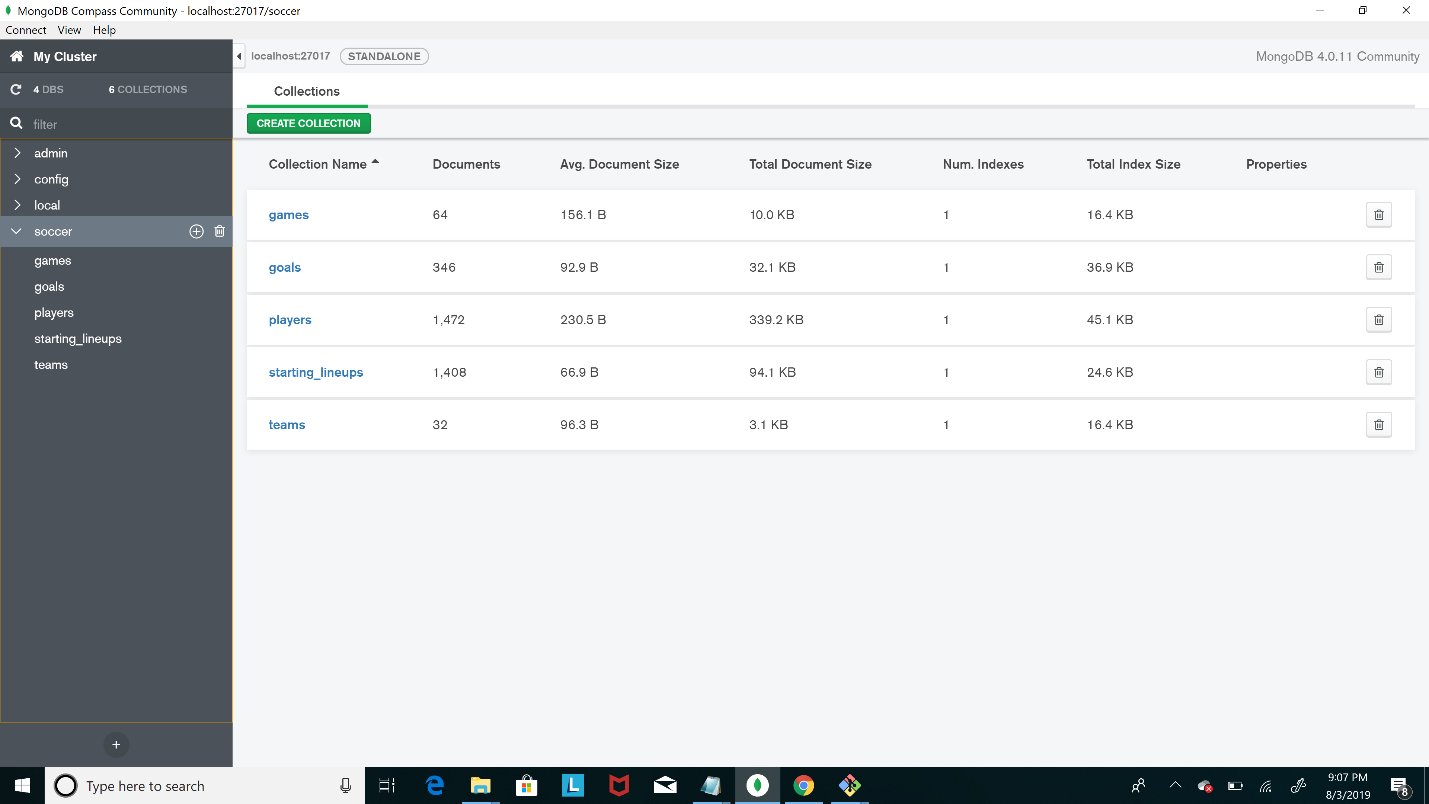 MongoDB Compass Community - localhost:27017/soccer
Connect View Help
My Cluster
localhost:27017 STANDALONE MongoDB 4.0.11 Community
4 DBS 6 COLLECTIONS
Collections
filter
CREATE COLLECTION
admin
config
local
soccer
games
goals
players
starting_lineups
teams
Collection Name Documents Avg. Document Size Total Document Size Num. Indexes Total Index Size Properties
games 64 156.1 B 10.0 KB 1 16.4 KB
goals 346 92.9 B 32.1 KB 1 36.9 KB
players 1,472 230.5 B 339.2 KB 1 45.1 KB
starting_lineups 1,408 66.9 B 94.1 KB 1 24.6 KB
teams 32 96.3 B 3.1 KB 1 16.4 KB
+
Type here to search
L
9:07 PM
8/3/2019
8